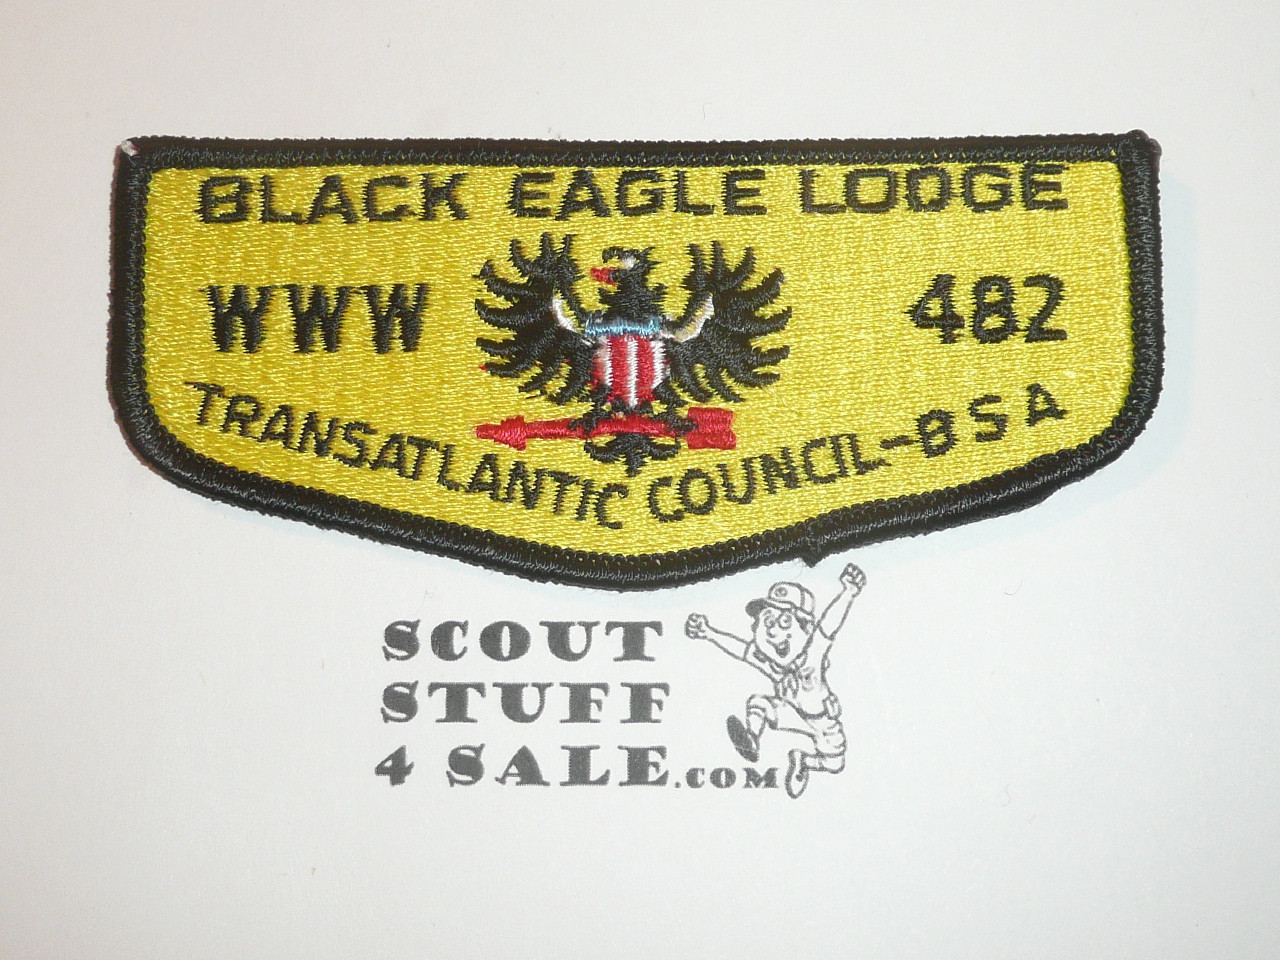 BLACK EAGLE LODGE
WWW 482
TRANSATLANTIC COUNCIL-BSA
SCOUT
STUFF
4 SALE.COM